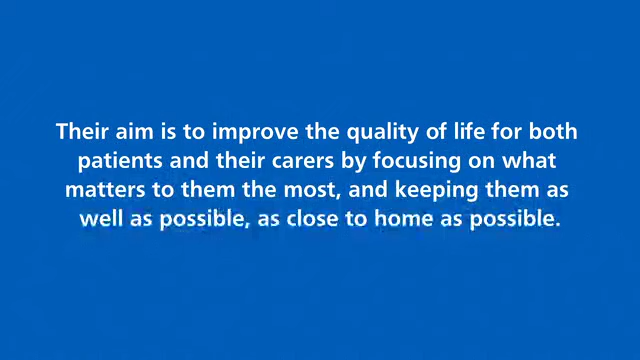 Their aim is to improve the quality of life for both
patients and their carers by focusing on what
matters to them the most, and keeping them as
well as possible, as close to home as possible.